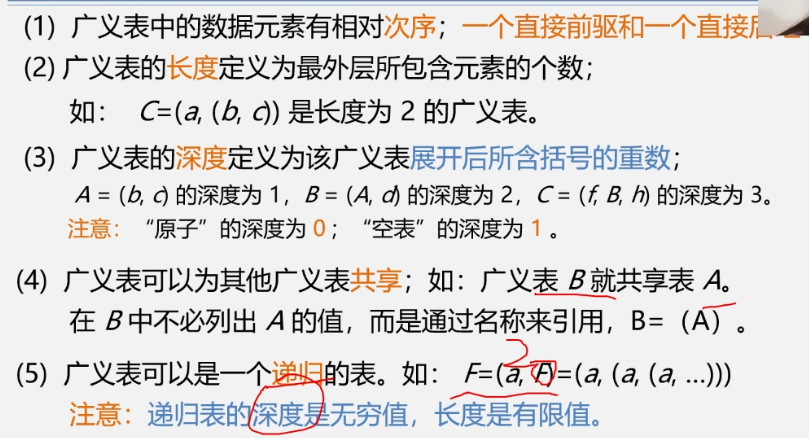 (1) 广义表中的数据元素有相对次序；一个直接前驱和一个直接后
(2) 广义表的长度定义为最外层所包含元素的个数；
如： C=(a, (b, c)) 是长度为 2 的广义表。
(3) 广义表的深度定义为该广义表展开后所含括号的重数；
A = (b, c) 的深度为 1，B = (A, d) 的深度为 2，C = (f, B, h) 的深度为 3。
注意：“原子”的深度为 0；“空表”的深度为 1 。
(4) 广义表可以为其他广义表共享；如：广义表 B 就共享表 A。
在 B 中不必列出 A 的值，而是通过名称来引用，B=（A）。
2
(5) 广义表可以是一个递归的表。如： F=(a, F)=(a, (a, (a, …)))
注意：递归表的深度是无穷值，长度是有限值。